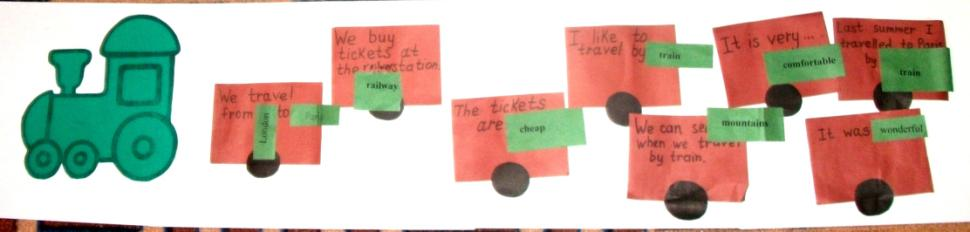 We travel
from London to Paris
We buy
tickets at
the railway station.
The tickets
are cheap
I like to
travel by train
We can see mountains
when we travel
by train.
It is very...
comfortable
Last summer I
travelled to Paris
by train
It was wonderful